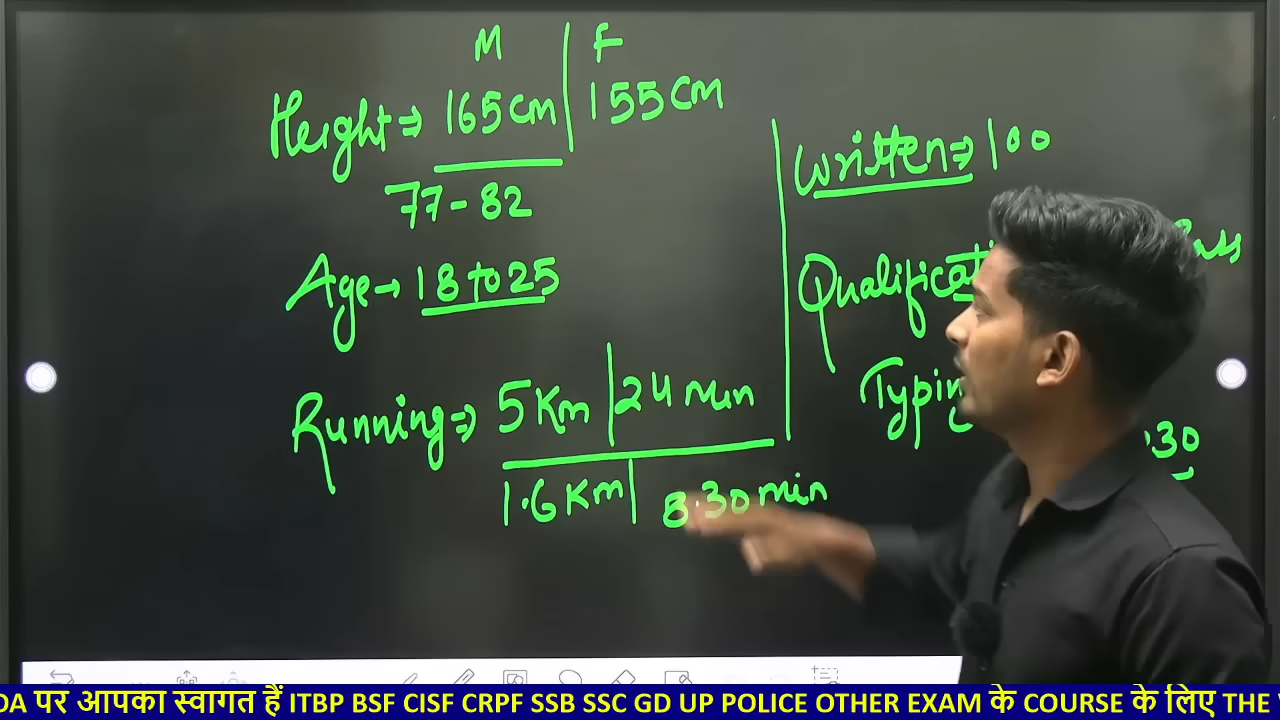 M | F
Height ⇒ 165 cm | 155 cm
77-82
Age → 18 to 25
Running ⇒ 5 Km | 24 Min
1.6 Km | 8.30 min
Written ⇒ 100
30
पर आपका स्वागत हैं ITBP BSF CISF CRPF SSB SSC GD UP POLICE OTHER EXAM के COURSE के लिए THE